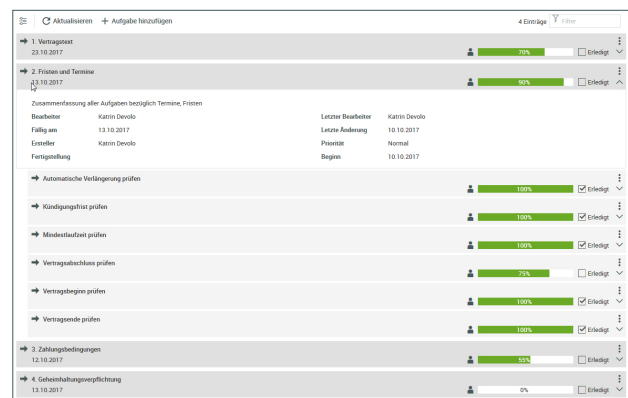 Aktualisieren + Aufgabe hinzufügen 4 Einträge Filter
1. Vertragstext
23.10.2017 70% Erledigt
2. Fristen und Termine
13.10.2017 90% Erledigt
Zusammenfassung aller Aufgaben bezüglich Termine, Fristen
Bearbeiter Katrin Devolo Letzter Bearbeiter Katrin Devolo
Fällig am 13.10.2017 Letzte Änderung 10.10.2017
Ersteller Katrin Devolo Priorität Normal
Fertigstellung Beginn 10.10.2017
Automatische Verlängerung prüfen
100% Erledigt
Kündigungsfrist prüfen
100% Erledigt
Mindestlaufzeit prüfen
100% Erledigt
Vertragsabschluss prüfen
75% Erledigt
Vertragsbeginn prüfen
100% Erledigt
Vertragsende prüfen
100% Erledigt
3. Zahlungsbedingungen
12.10.2017 55% Erledigt
4. Geheimhaltungsverpflichtung
13.10.2017 0% Erledigt